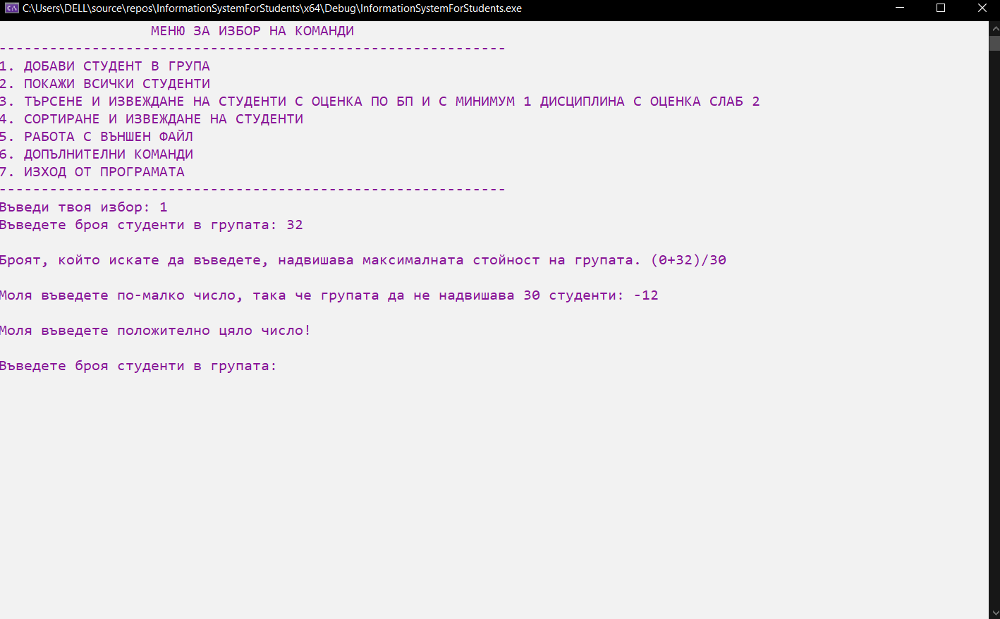 C:\Users\DELL\source\repos\InformationSystemForStudents\x64\Debug\InformationSystemForStudents.exe
МЕНЮ ЗА ИЗБОР НА КОМАНДИ
------------------------------------------------------------
1. ДОБАВИ СТУДЕНТ В ГРУПА
2. ПОКАЖИ ВСИЧКИ СТУДЕНТИ
3. ТЪРСЕНЕ И ИЗВЕЖДАНЕ НА СТУДЕНТИ С ОЦЕНКА ПО БП И С МИНИМУМ 1 ДИСЦИПЛИНА С ОЦЕНКА СЛАБ 2
4. СОРТИРАНЕ И ИЗВЕЖДАНЕ НА СТУДЕНТИ
5. РАБОТА С ВЪНШЕН ФАЙЛ
6. ДОПЪЛНИТЕЛНИ КОМАНДИ
7. ИЗХОД ОТ ПРОГРАМАТА
------------------------------------------------------------
Въведи твоя избор: 1
Въведете броя студенти в групата: 32
Броят, който искате да въведете, надвишава максималната стойност на групата. (0+32)/30
Моля въведете по-малко число, така че групата да не надвишава 30 студенти: -12
Моля въведете положително цяло число!
Въведете броя студенти в групата: